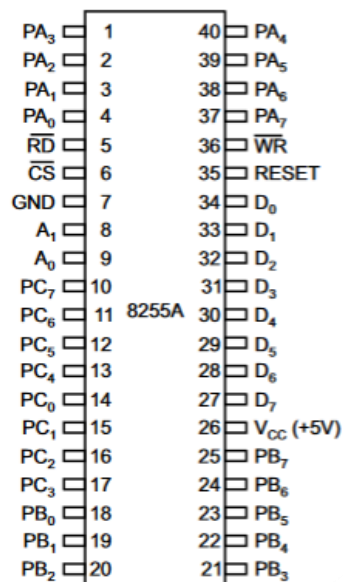 PA₃ 1 40 PA₄
PA₂ 2 39 PA₅
PA₁ 3 38 PA₆
PA₀ 4 37 PA₇
R̅D̅ 5 36 W̅R̅
C̅S̅ 6 35 RESET
GND 7 34 D₀
A₁ 8 33 D₁
A₀ 9 32 D₂
PC₇ 10 31 D₃
PC₆ 11 8255A 30 D₄
PC₅ 12 29 D₅
PC₄ 13 28 D₆
PC₀ 14 27 D₇
PC₁ 15 26 V_CC (+5V)
PC₂ 16 25 PB₇
PC₃ 17 24 PB₆
PB₀ 18 23 PB₅
PB₁ 19 22 PB₄
PB₂ 20 21 PB₃